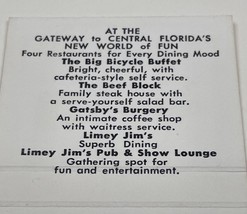 AT THE
GATEWAY to CENTRAL FLORIDA'S
NEW WORLD of FUN
Four Restaurants for Every Dining Mood
The Big Bicycle Buffet
Bright, cheerful, with
cafeteria-style self service.
The Beef Block
Family steak house with
a serve-yourself salad bar.
Gatsby's Burgery
An intimate coffee shop
with waitress service.
Limey Jim's
Superb Dining
Limey Jim's Pub & Show Lounge
Gathering spot for
fun and entertainment.